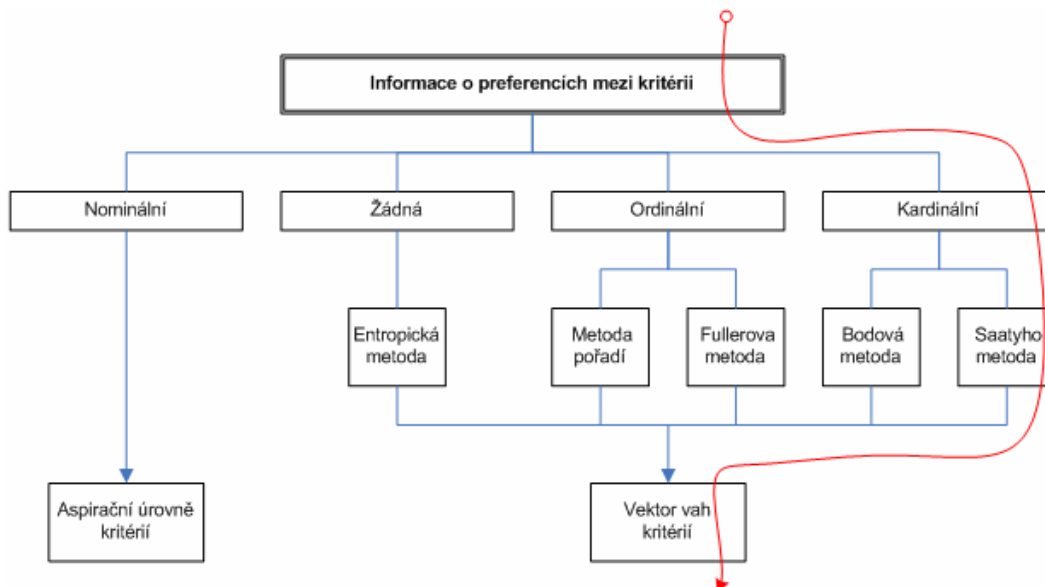 Informace o preferencích mezi kritérii
Nominální
Žádná
Ordinální
Kardinální
Entropická
metoda
Metoda
pořadí
Fullerova
metoda
Bodová
metoda
Saatyho
metoda
Aspirační úrovně
kritérií
Vektor vah
kritérií